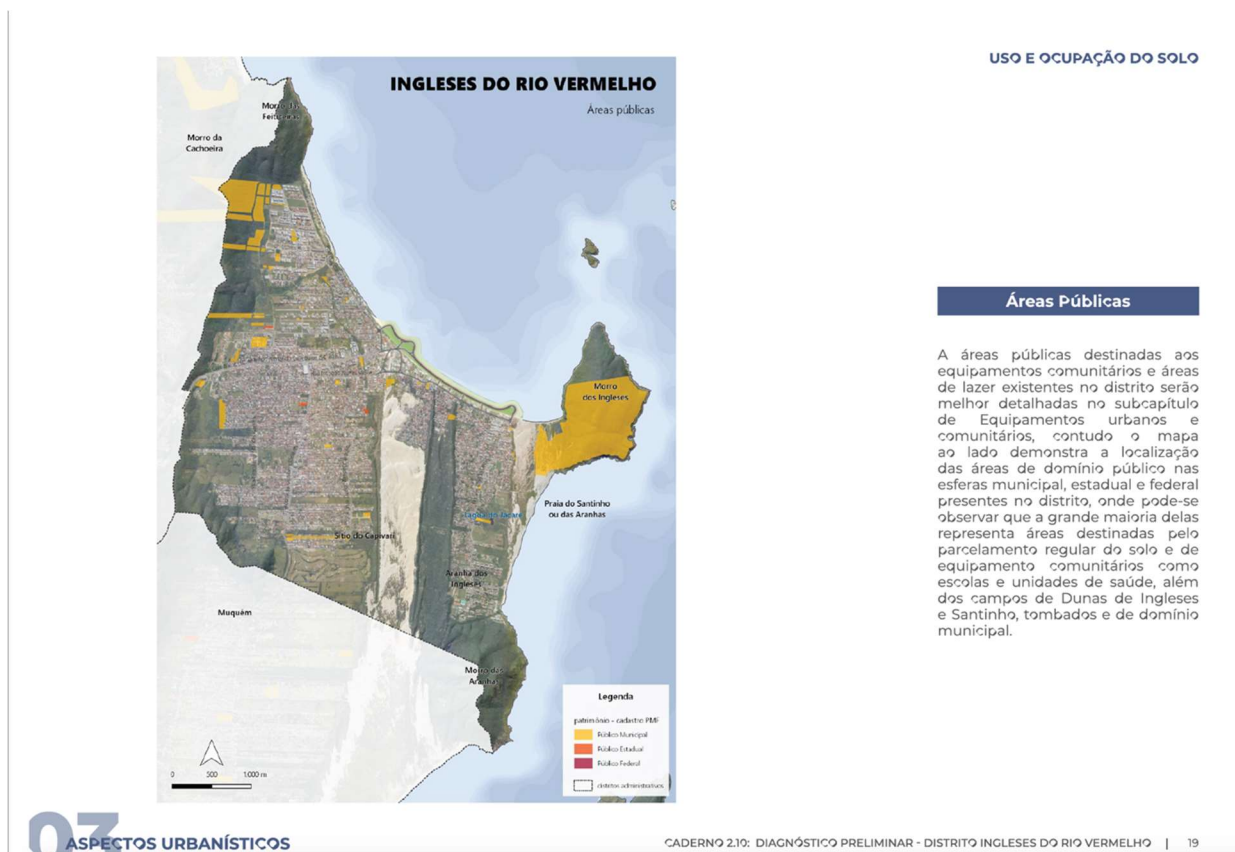 USO E OCUPAÇÃO DO SOLO
INGLESES DO RIO VERMELHO
Áreas públicas
Morro da
Feiticeira
Morro da
Cachoeira
Morro
dos Ingleses
Praia do Santinho
ou das Aranhas
Sítio do Capivari
Aranha dos
Ingleses
Muquém
Morro das
Aranhas
Legenda
patrimônio - cadastro PMF
Público Municipal
Público Estadual
Público Federal
distritos administrativos
0 500 1.000 m
Áreas Públicas
A áreas públicas destinadas aos
equipamentos comunitários e áreas
de lazer existentes no distrito serão
melhor detalhadas no subcapítulo
de Equipamentos urbanos e
comunitários, contudo o mapa
ao lado demonstra a localização
das áreas de domínio público nas
esferas municipal, estadual e federal
presentes no distrito, onde pode-se
observar que a grande maioria delas
representa áreas destinadas pelo
parcelamento regular do solo e de
equipamento comunitários como
escolas e unidades de saúde, além
dos campos de Dunas de Ingleses
e Santinho, tombados e de domínio
municipal.
03
ASPECTOS URBANÍSTICOS
CADERNO 2.10: DIAGNÓSTICO PRELIMINAR - DISTRITO INGLESES DO RIO VERMELHO | 19